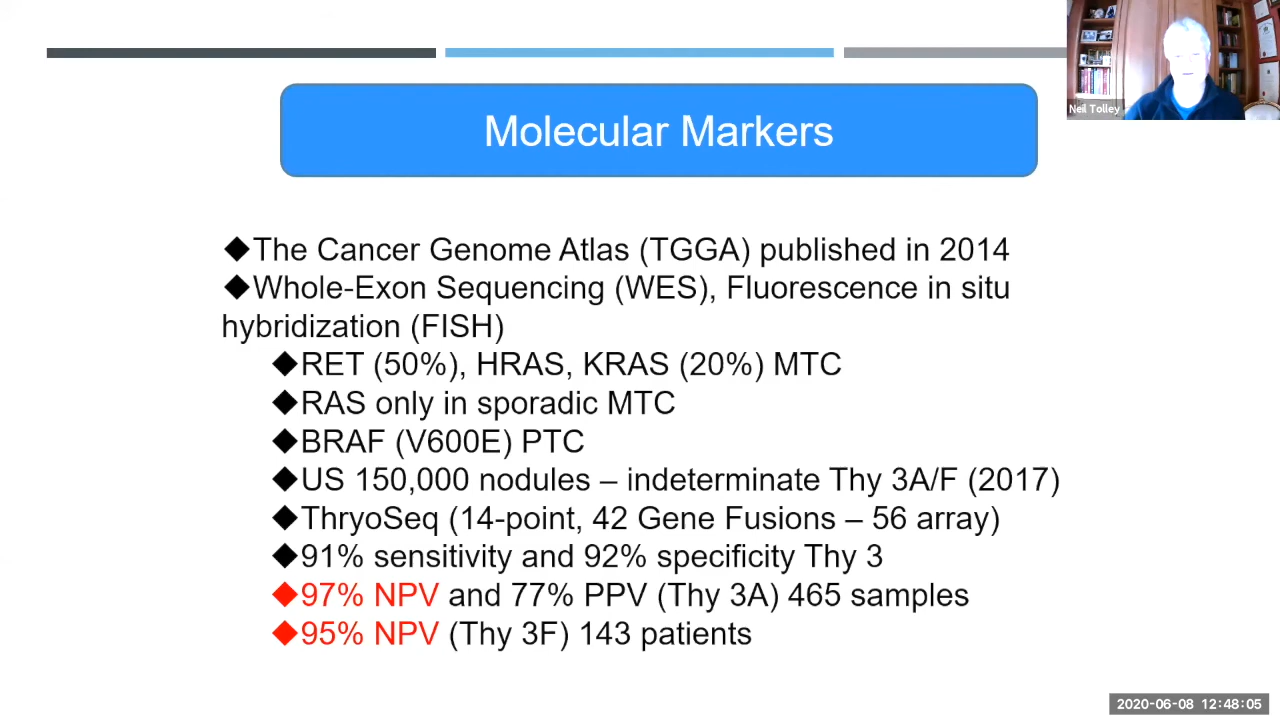 Neil Tolley
Molecular Markers
◆The Cancer Genome Atlas (TGGA) published in 2014
◆Whole-Exon Sequencing (WES), Fluorescence in situ
hybridization (FISH)
◆RET (50%), HRAS, KRAS (20%) MTC
◆RAS only in sporadic MTC
◆BRAF (V600E) PTC
◆US 150,000 nodules – indeterminate Thy 3A/F (2017)
◆ThryoSeq (14-point, 42 Gene Fusions – 56 array)
◆91% sensitivity and 92% specificity Thy 3
◆97% NPV and 77% PPV (Thy 3A) 465 samples
◆95% NPV (Thy 3F) 143 patients
2020-06-08 12:48:05